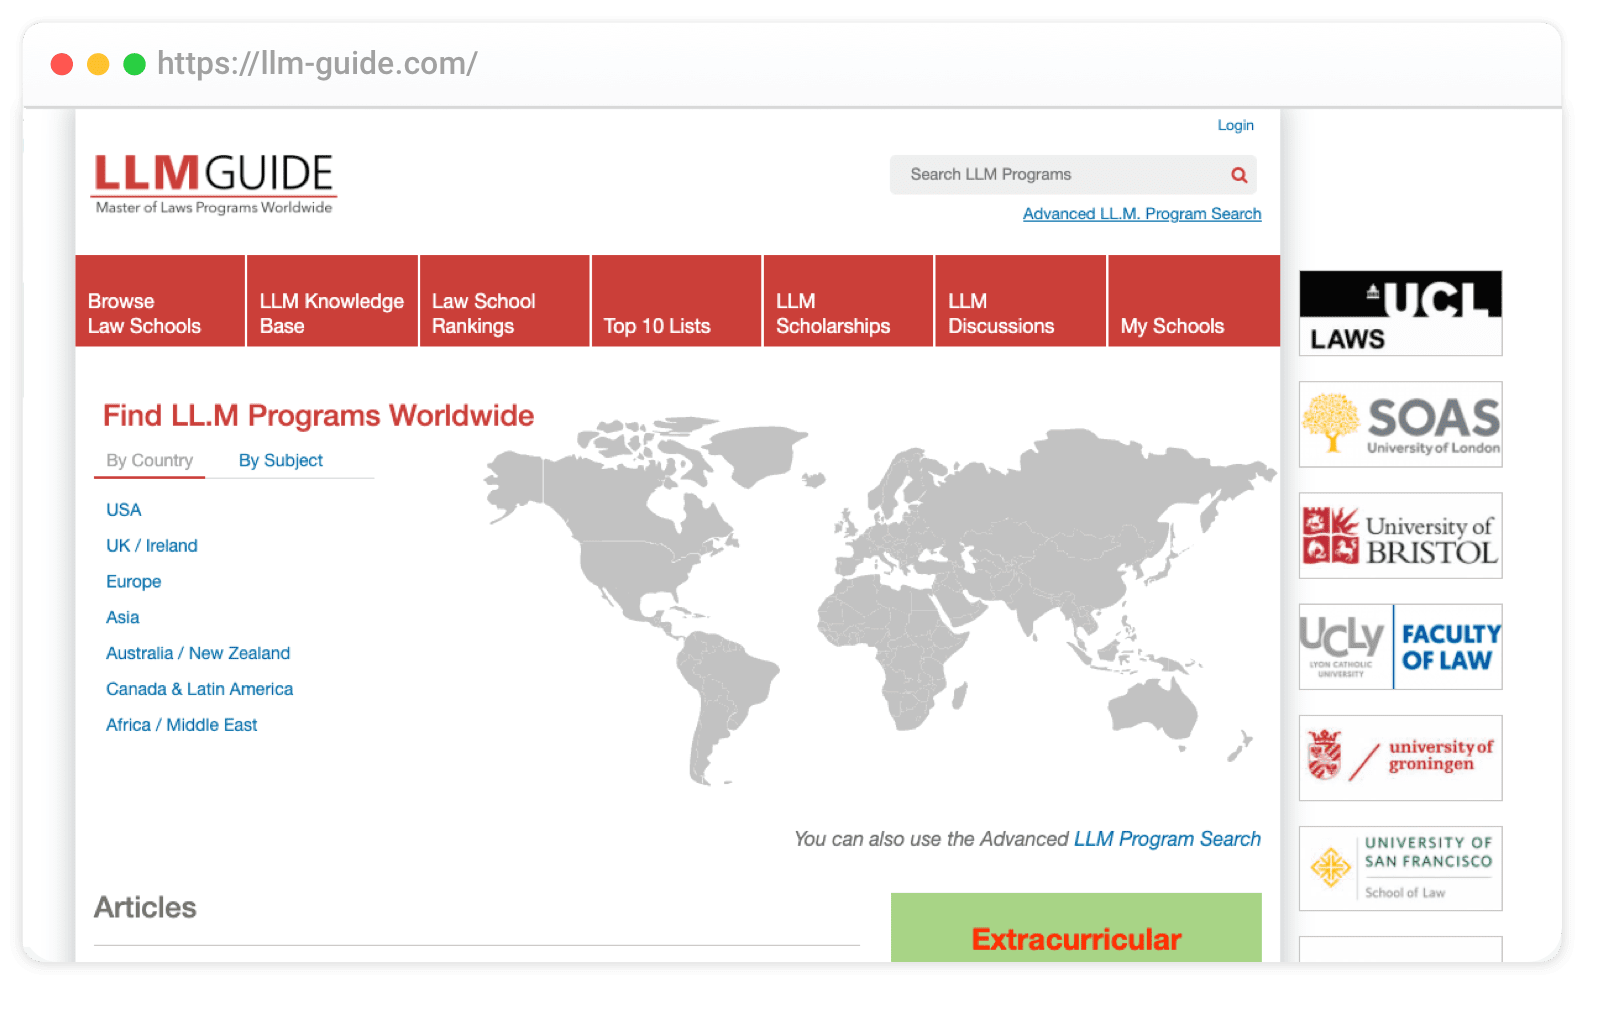 https://llm-guide.com/
Login
LLMGUIDE
Master of Laws Programs Worldwide
Search LLM Programs
Advanced LL.M. Program Search
Browse
Law Schools
LLM Knowledge
Base
Law School
Rankings
Top 10 Lists
LLM
Scholarships
LLM
Discussions
My Schools
Find LL.M Programs Worldwide
By Country
By Subject
USA
UK / Ireland
Europe
Asia
Australia / New Zealand
Canada & Latin America
Africa / Middle East
You can also use the Advanced LLM Program Search
Articles
Extracurricular
UCL
LAWS
SOAS
University of London
University of
BRISTOL
UCLy
LYON CATHOLIC
UNIVERSITY
FACULTY
OF LAW
university of
groningen
UNIVERSITY OF
SAN FRANCISCO
School of Law